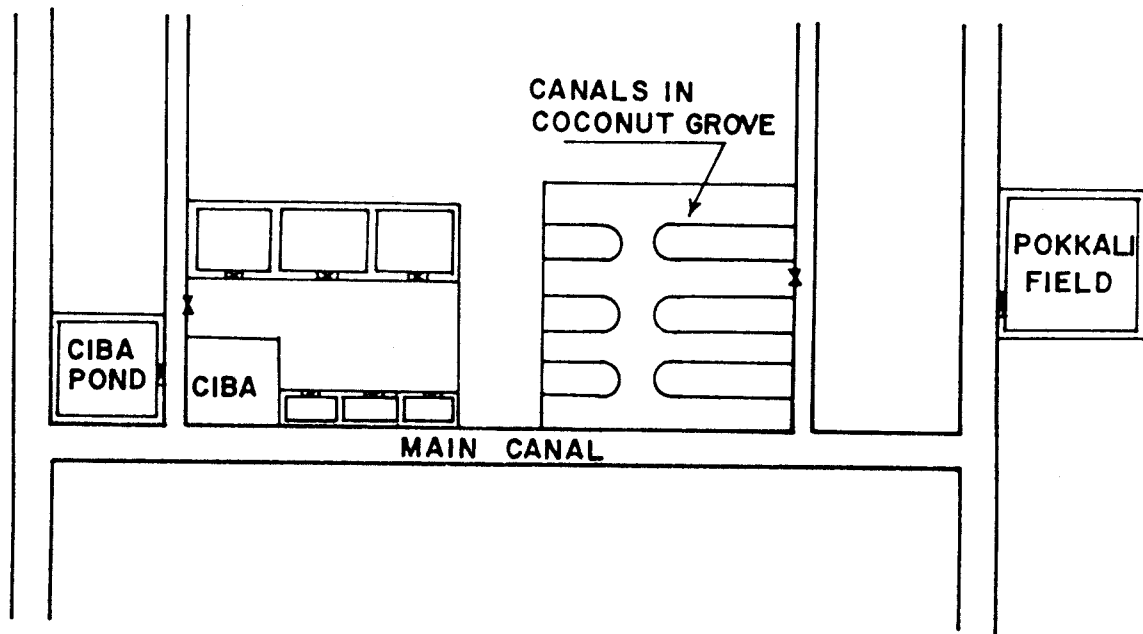 CANALS IN
COCONUT GROVE
POKKALI
FIELD
CIBA
POND
CIBA
MAIN CANAL